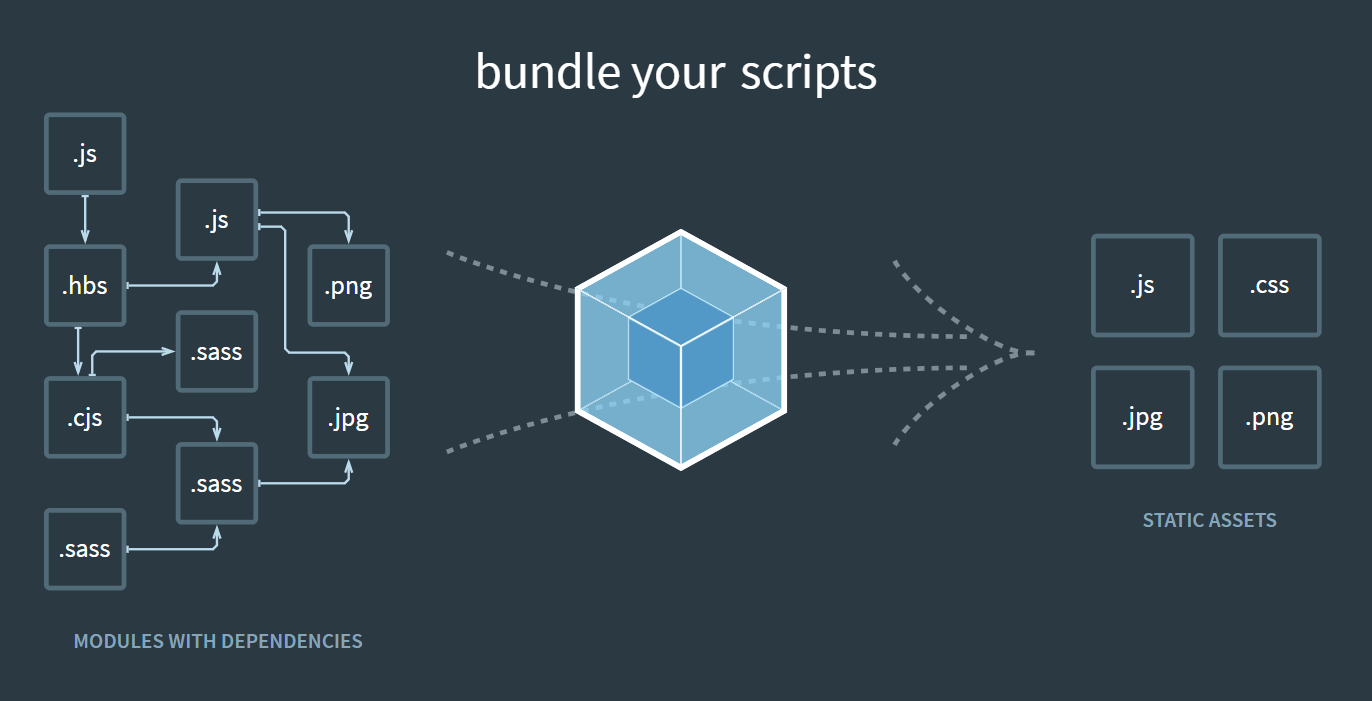 bundle your scripts
.js
.js
.hbs
.png
.sass
.cjs
.jpg
.sass
.sass
MODULES WITH DEPENDENCIES
.js
.css
.jpg
.png
STATIC ASSETS